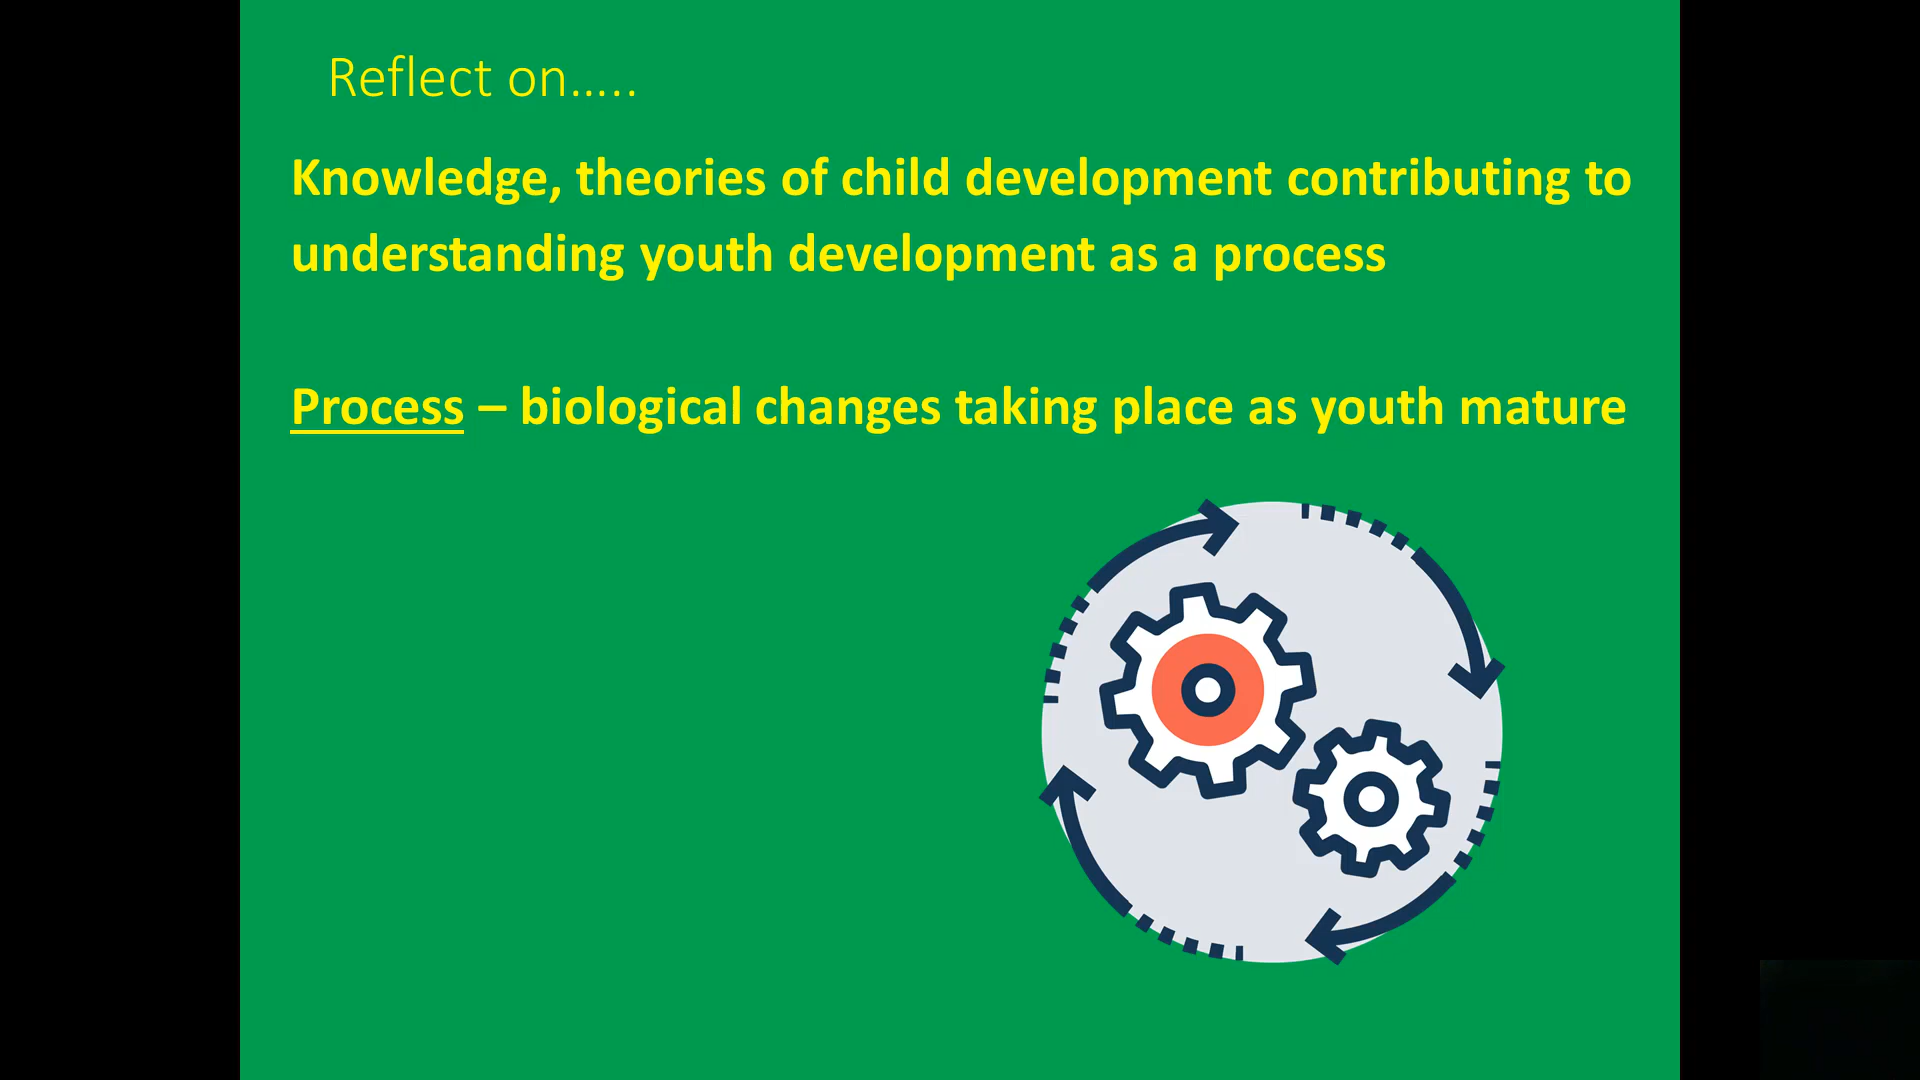 Reflect on.....
Knowledge, theories of child development contributing to
understanding youth development as a process
Process – biological changes taking place as youth mature